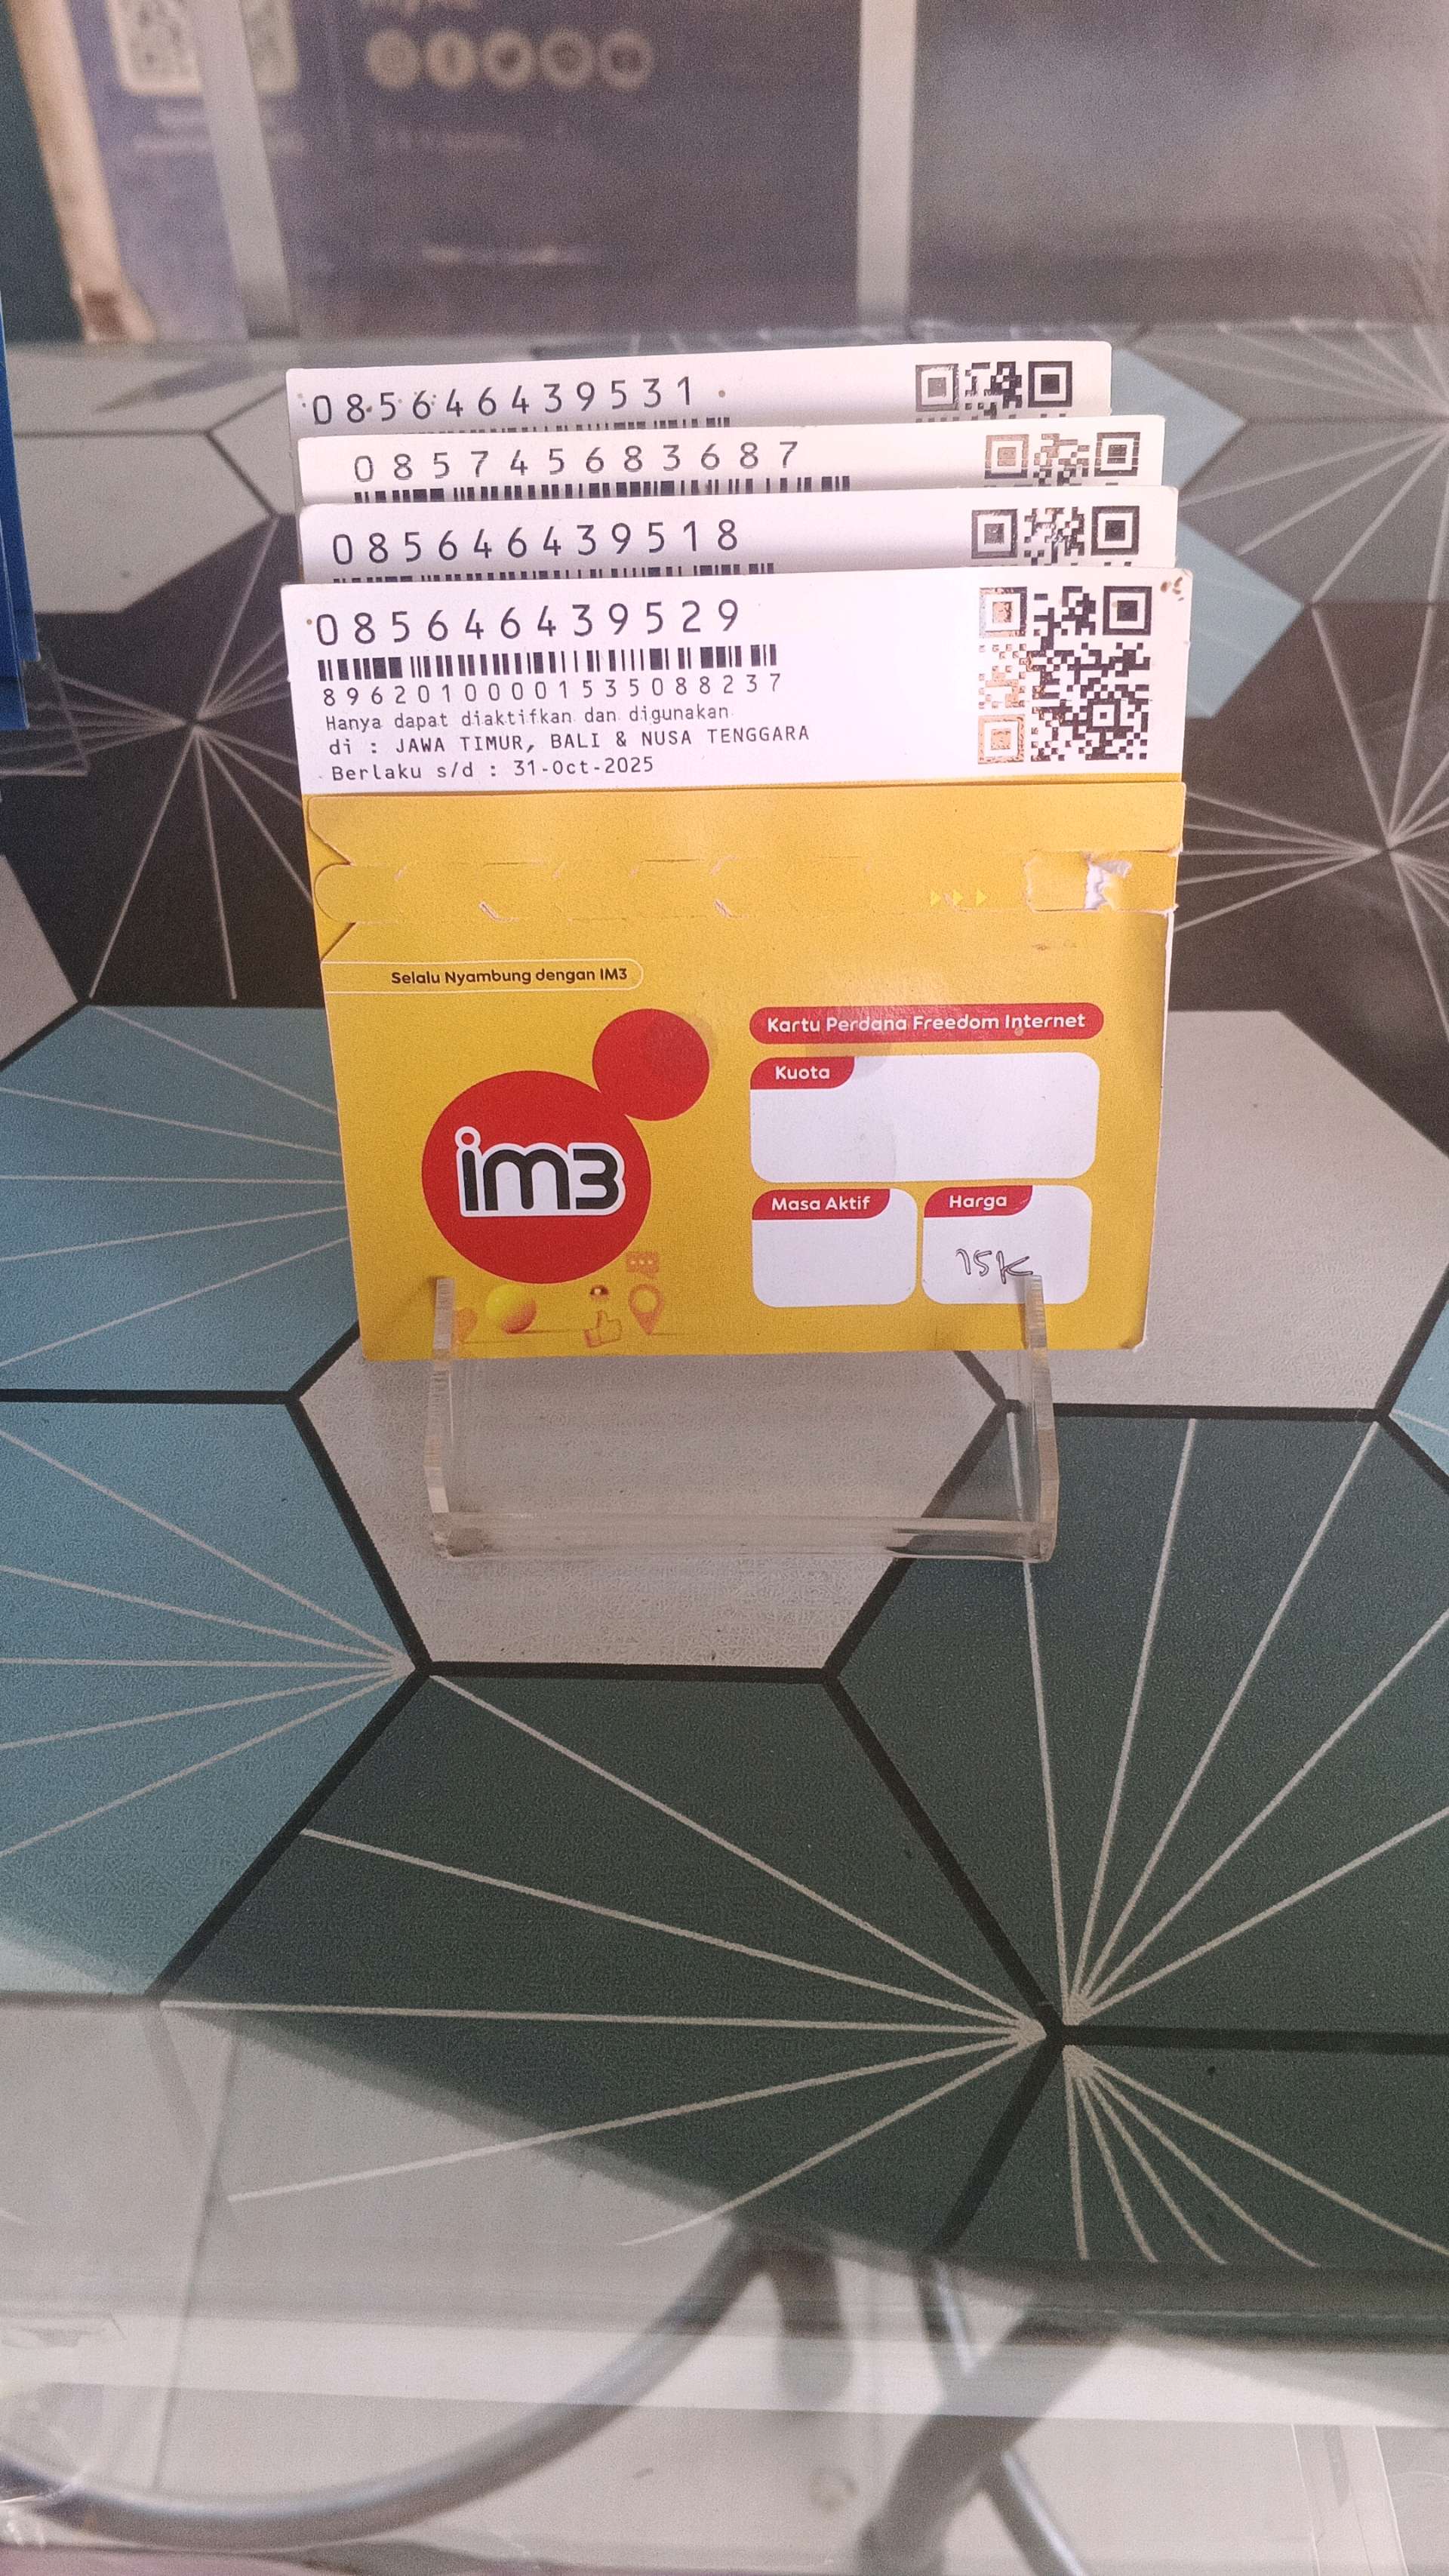 085646439531
085745683687
085646439518
085646439529
89620100001535088237
Hanya dapat diaktifkan dan digunakan
di : JAWA TIMUR, BALI & NUSA TENGGARA
Berlaku s/d : 31-Oct-2025
Selalu Nyambung dengan IM3
Kartu Perdana Freedom Internet
Kuota
im3
Masa Aktif
Harga
15K